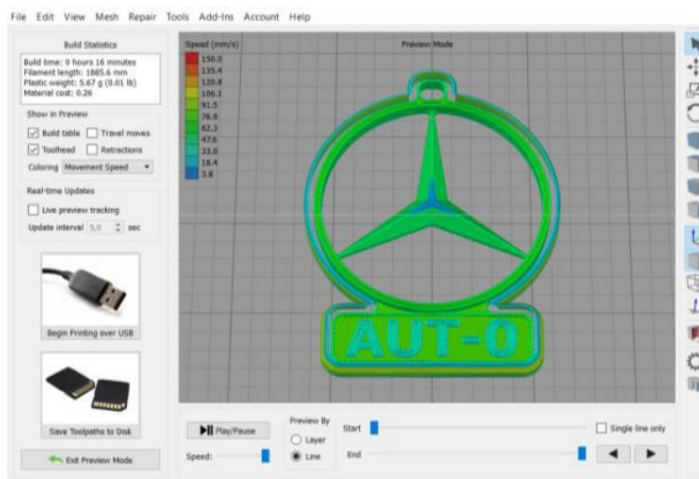 File Edit View Mesh Repair Tools Add-Ins Account Help
Build Statistics
Build time: 0 hours 16 minutes
Filament length: 1885.6 mm
Plastic weight: 5.67 g (0.01 lb)
Material cost: 0.26
Show in Preview
Build table Travel moves
Toolhead Retractions
Coloring Movement Speed
Real-time Updates
Live preview tracking
Update interval 5,0 sec
Begin Printing over USB
Save Toolpaths to Disk
Exit Preview Mode
Speed (mm/s)
150.0
135.4
120.8
106.1
91.5
76.9
62.3
47.6
33.0
18.4
3.8
Preview Mode
AUT-0
Play/Pause
Speed:
Preview By
Layer
Line
Start
End
Single line only